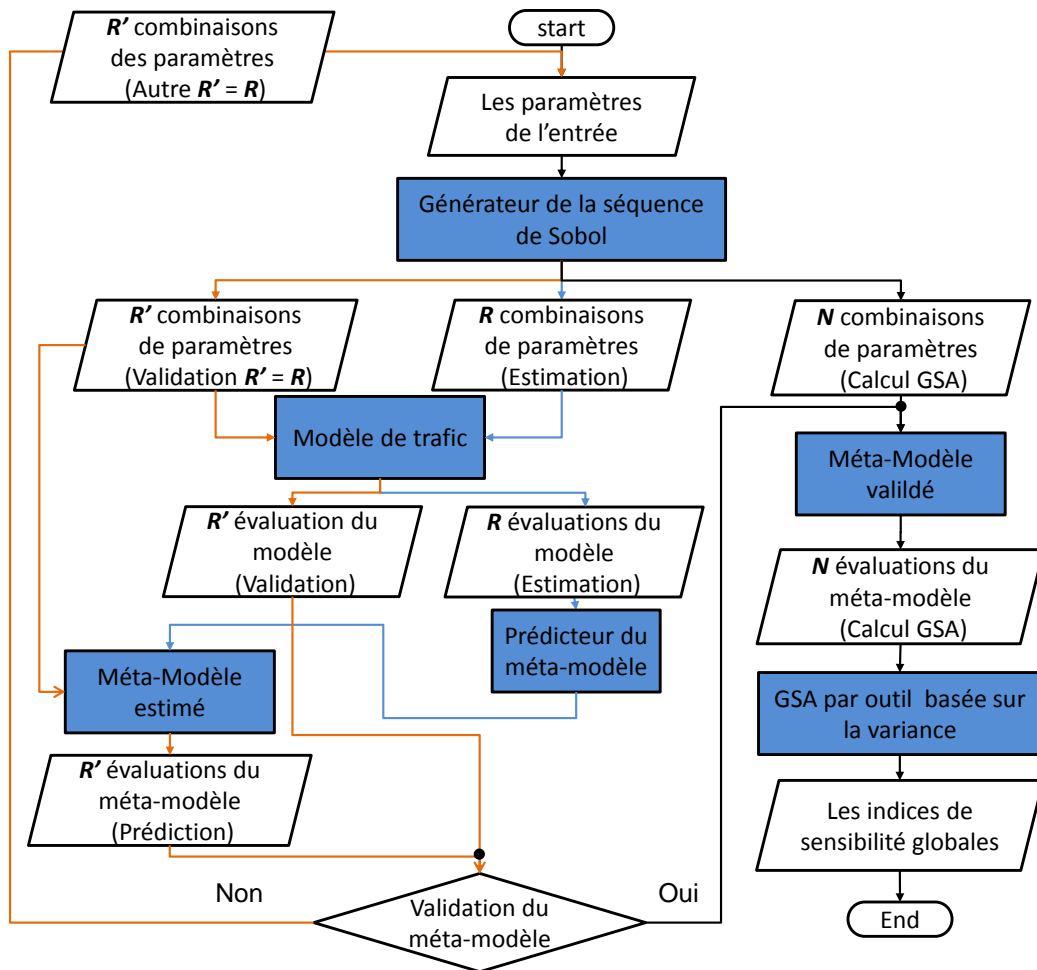 R’ combinaisons
des paramètres
(Autre R’ = R)
start
Les paramètres
de l’entrée
Générateur de la séquence
de Sobol
R’ combinaisons
de paramètres
(Validation R’ = R)
R combinaisons
de paramètres
(Estimation)
N combinaisons
de paramètres
(Calcul GSA)
Modèle de trafic
Méta-Modèle
valildé
R’ évaluation du
modèle
(Validation)
R évaluations du
modèle
(Estimation)
N évaluations du
méta-modèle
(Calcul GSA)
Prédicteur du
méta-modèle
Méta-Modèle
estimé
GSA par outil basée sur
la variance
R’ évaluations du
méta-modèle
(Prédiction)
Les indices de
sensibilité globales
Non
Oui
Validation du
méta-modèle
End